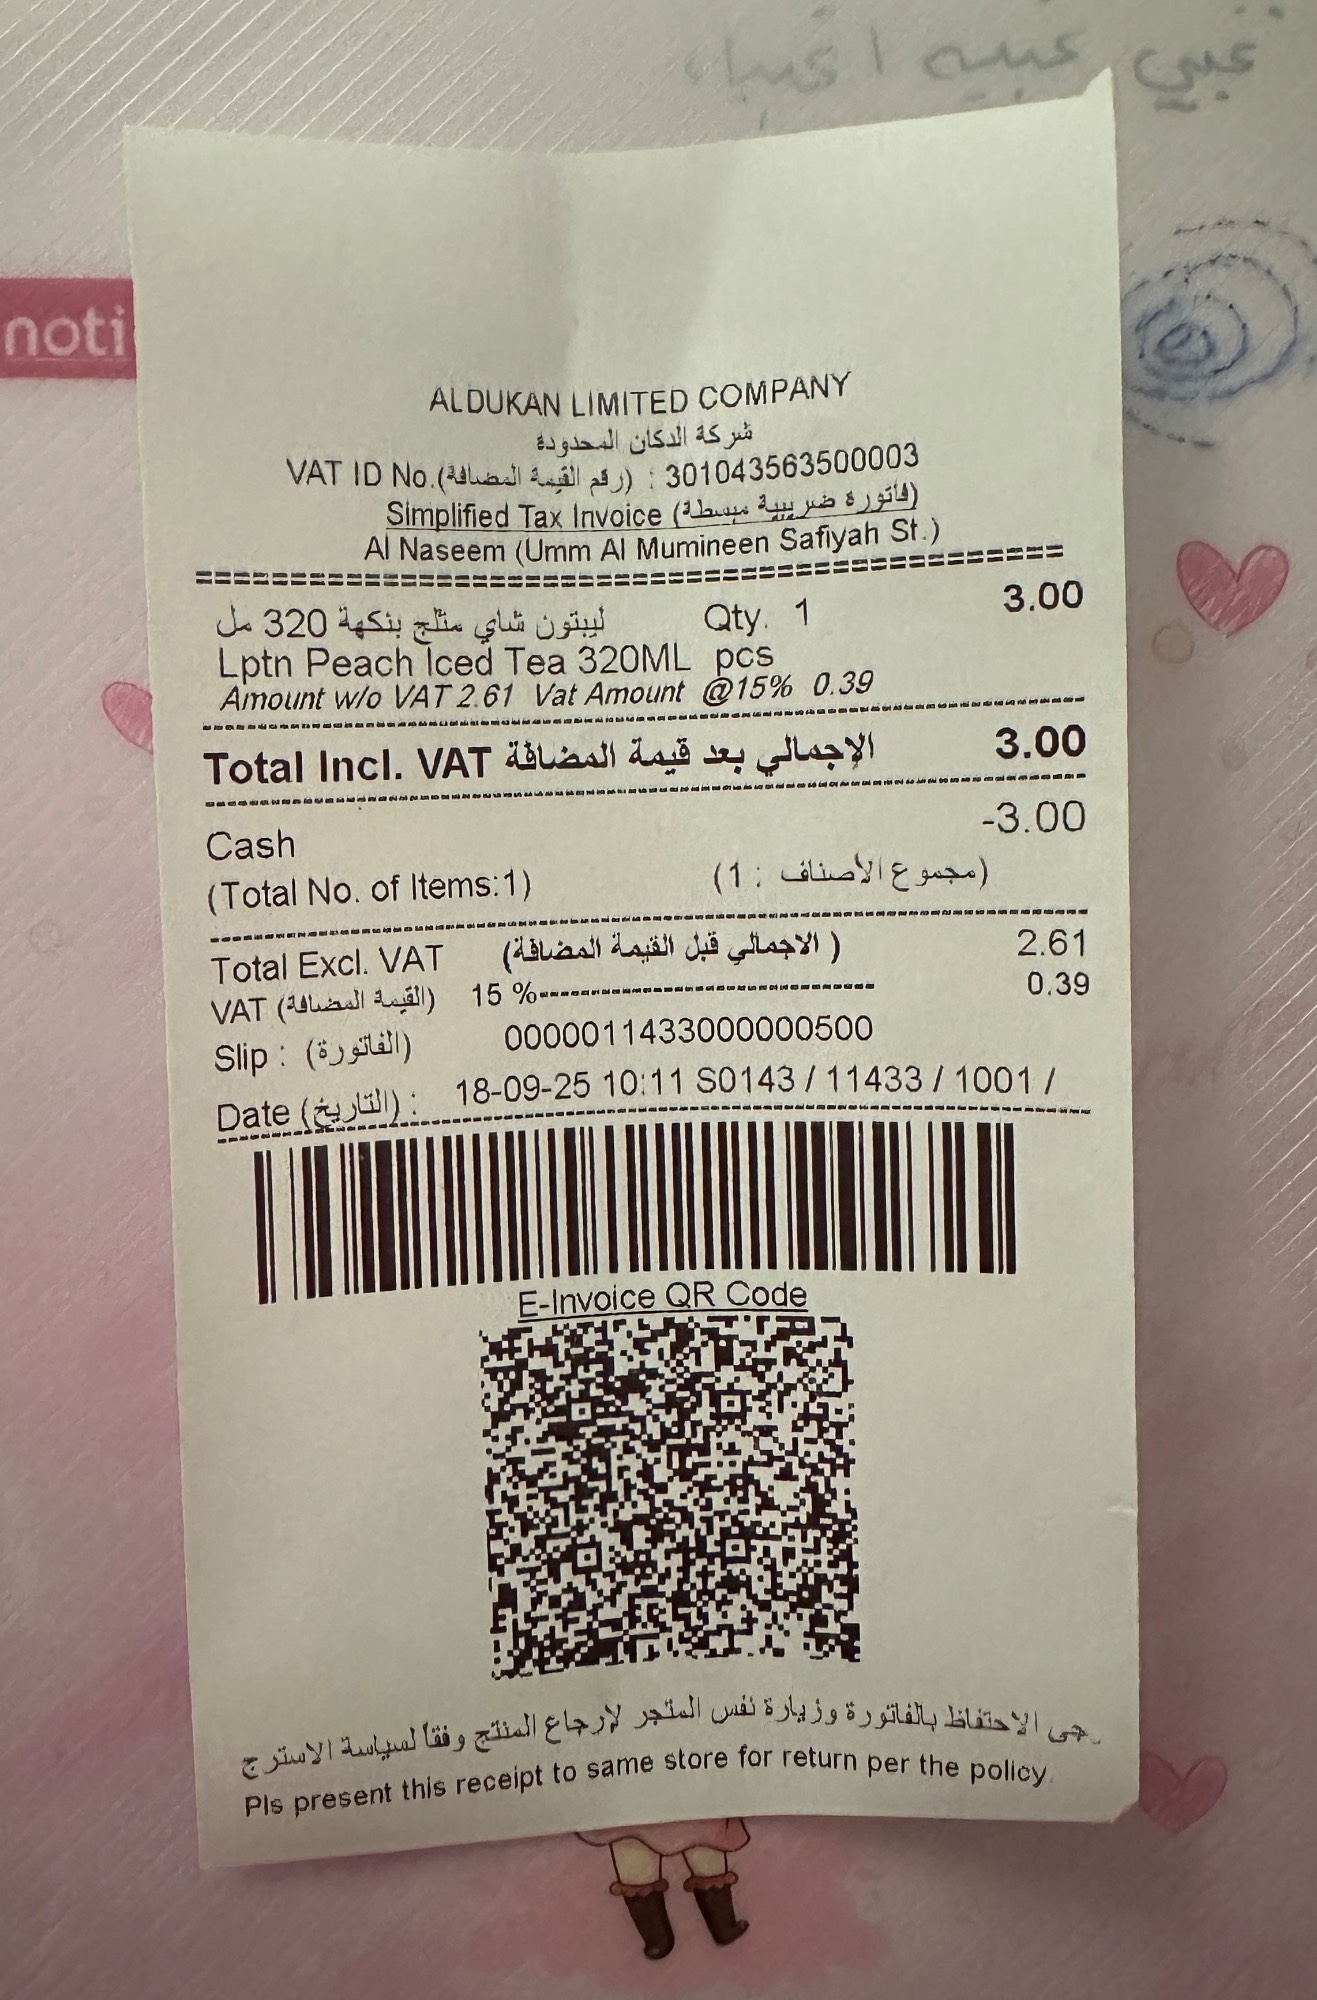 noti
ALDUKAN LIMITED COMPANY
شركة الدكان المحدودة
VAT ID No.(رقم القيمة المضافة) : 301043563500003
Simplified Tax Invoice (فاتورة ضريبية مبسطة)
Al Naseem (Umm Al Mumineen Safiyah St.)
ليبتون شاي مثلج بنكهة 320 مل Qty. 1 3.00
Lptn Peach Iced Tea 320ML pcs
Amount w/o VAT 2.61 Vat Amount @15% 0.39
Total Incl. VAT الإجمالي بعد قيمة المضافة 3.00
Cash -3.00
(Total No. of Items:1) (مجموع الأصناف : 1)
Total Excl. VAT (الاجمالي قبل القيمة المضافة ) 2.61
VAT (القيمة المضافة) 15 % 0.39
Slip : (الفاتورة) 0000011433000000500
Date (التاريخ) : 18-09-25 10:11 S0143 / 11433 / 1001 /
E-Invoice QR Code
جى الاحتفاظ بالفاتورة وزيارة نفس المتجر لإرجاع المنتج وفقا لسياسة الاسترج
Pls present this receipt to same store for return per the policy.